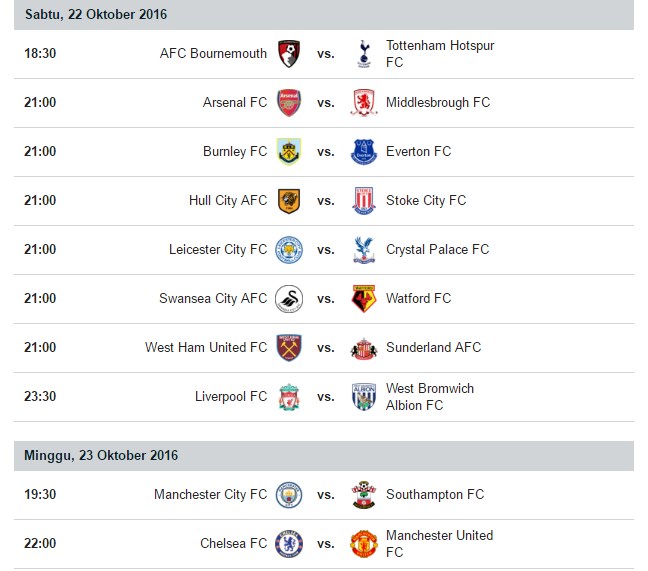 Sabtu, 22 Oktober 2016
18:30 AFC Bournemouth vs. Tottenham Hotspur
FC
21:00 Arsenal FC vs. Middlesbrough FC
21:00 Burnley FC vs. Everton FC
21:00 Hull City AFC vs. Stoke City FC
21:00 Leicester City FC vs. Crystal Palace FC
21:00 Swansea City AFC vs. Watford FC
21:00 West Ham United FC vs. Sunderland AFC
23:30 Liverpool FC vs. West Bromwich
Albion FC
Minggu, 23 Oktober 2016
19:30 Manchester City FC vs. Southampton FC
22:00 Chelsea FC vs. Manchester United
FC